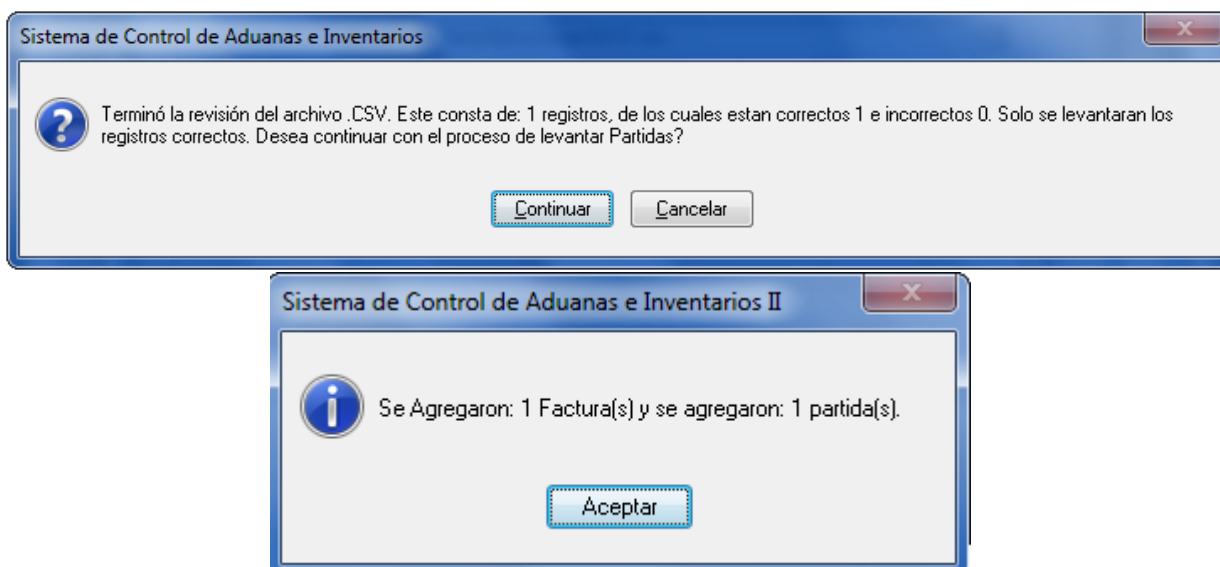 Sistema de Control de Aduanas e Inventarios
Terminó la revisión del archivo .CSV. Este consta de: 1 registros, de los cuales estan correctos 1 e incorrectos 0. Solo se levantaran los
registros correctos. Desea continuar con el proceso de levantar Partidas?
Continuar Cancelar
Sistema de Control de Aduanas e Inventarios II
Se Agregaron: 1 Factura(s) y se agregaron: 1 partida(s).
Aceptar